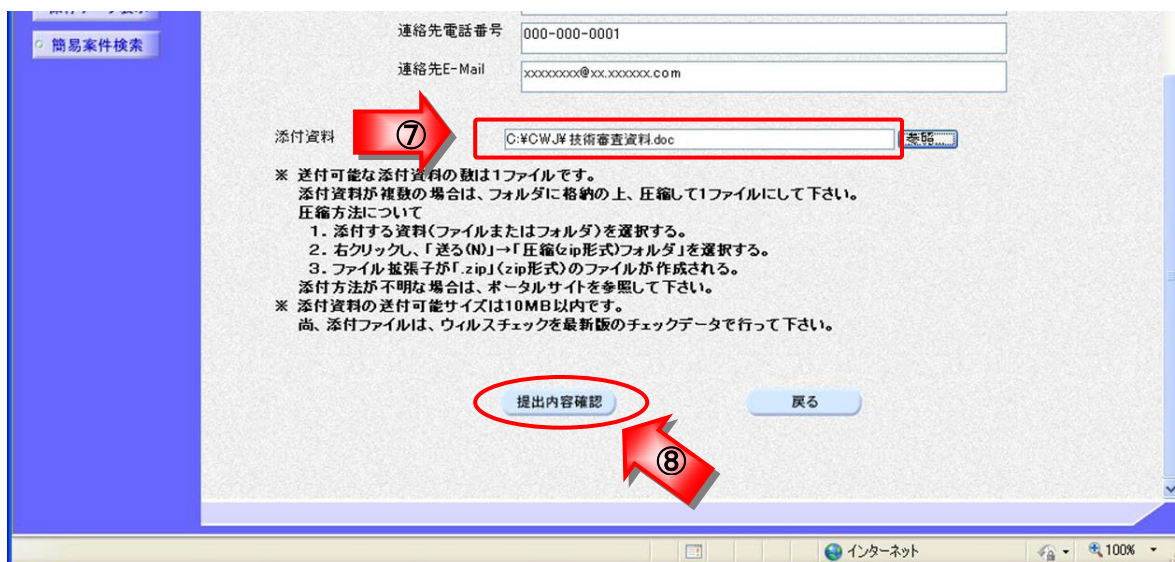 簡易案件検索
連絡先電話番号 000-000-0001
連絡先E-Mail xxxxxxxx@xx.xxxxxx.com
添付資料 ⑦ C:¥CWJ¥技術審査資料.doc 参照...
※ 送付可能な添付資料の数は1ファイルです。
添付資料が複数の場合は、フォルダに格納の上、圧縮して1ファイルにして下さい。
圧縮方法について
1. 添付する資料(ファイルまたはフォルダ)を選択する。
2. 右クリックし、「送る(N)」→「圧縮(zip形式)フォルダ」を選択する。
3. ファイル拡張子が「.zip」(zip形式)のファイルが作成される。
添付方法が不明な場合は、ポータルサイトを参照して下さい。
※ 添付資料の送付可能サイズは10MB以内です。
尚、添付ファイルは、ウィルスチェックを最新版のチェックデータで行って下さい。
提出内容確認 戻る
⑧
インターネット 100%